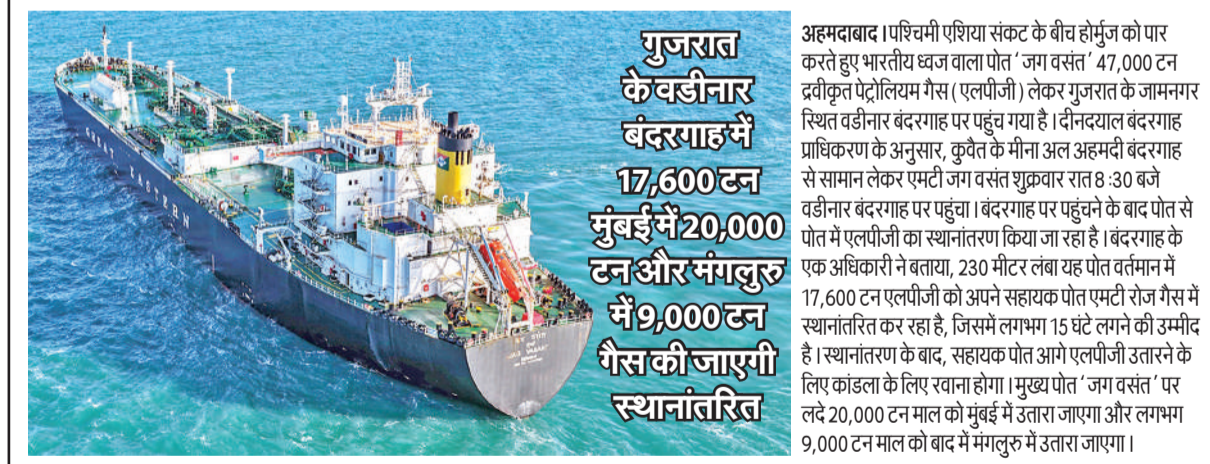 गुजरात
के वडीनार
बंदरगाह में
17,600 टन
मुंबई में 20,000
टन और मंगलुरु
में 9,000 टन
गैस की जाएगी
स्थानांतरित
GREAT EASTERN
JAG VASANT
अहमदाबाद । पश्चिमी एशिया संकट के बीच होर्मुज को पार
करते हुए भारतीय ध्वज वाला पोत ‘ जग वसंत ’ 47,000 टन
द्रवीकृत पेट्रोलियम गैस ( एलपीजी ) लेकर गुजरात के जामनगर
स्थित वडीनार बंदरगाह पर पहुंच गया है । दीनदयाल बंदरगाह
प्राधिकरण के अनुसार, कुवैत के मीना अल अहमदी बंदरगाह
से सामान लेकर एमटी जग वसंत शुक्रवार रात 8 :30 बजे
वडीनार बंदरगाह पर पहुंचा । बंदरगाह पर पहुंचने के बाद पोत से
पोत में एलपीजी का स्थानांतरण किया जा रहा है । बंदरगाह के
एक अधिकारी ने बताया, 230 मीटर लंबा यह पोत वर्तमान में
17,600 टन एलपीजी को अपने सहायक पोत एमटी रोज गैस में
स्थानांतरित कर रहा है, जिसमें लगभग 15 घंटे लगने की उम्मीद
है । स्थानांतरण के बाद, सहायक पोत आगे एलपीजी उतारने के
लिए कांडला के लिए रवाना होगा । मुख्य पोत ‘ जग वसंत ’ पर
लदे 20,000 टन माल को मुंबई में उतारा जाएगा और लगभग
9,000 टन माल को बाद में मंगलुरु में उतारा जाएगा ।